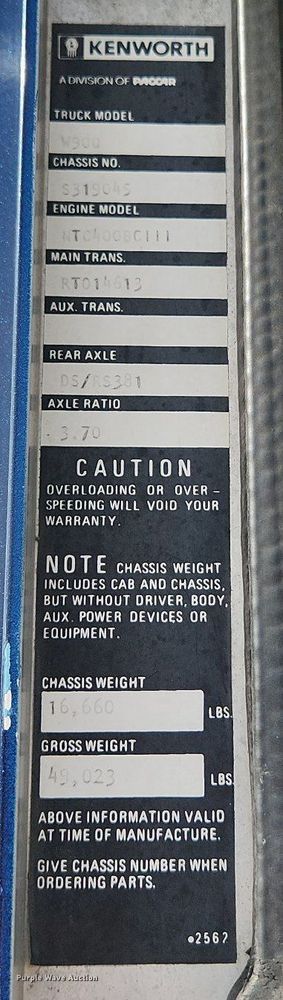 KENWORTH
A DIVISION OF PACCAR
TRUCK MODEL
W900
CHASSIS NO.
S319045
ENGINE MODEL
NTC400BCIII
MAIN TRANS.
RTO14613
AUX. TRANS.
REAR AXLE
DS/RS381
AXLE RATIO
3.70
CAUTION
OVERLOADING OR OVER-
SPEEDING WILL VOID YOUR
WARRANTY.
NOTE CHASSIS WEIGHT
INCLUDES CAB AND CHASSIS,
BUT WITHOUT DRIVER, BODY,
AUX. POWER DEVICES OR
EQUIPMENT.
CHASSIS WEIGHT
16,660 LBS.
GROSS WEIGHT
49,023 LBS.
ABOVE INFORMATION VALID
AT TIME OF MANUFACTURE.
GIVE CHASSIS NUMBER WHEN
ORDERING PARTS.
•2562
Purple Wave Auction